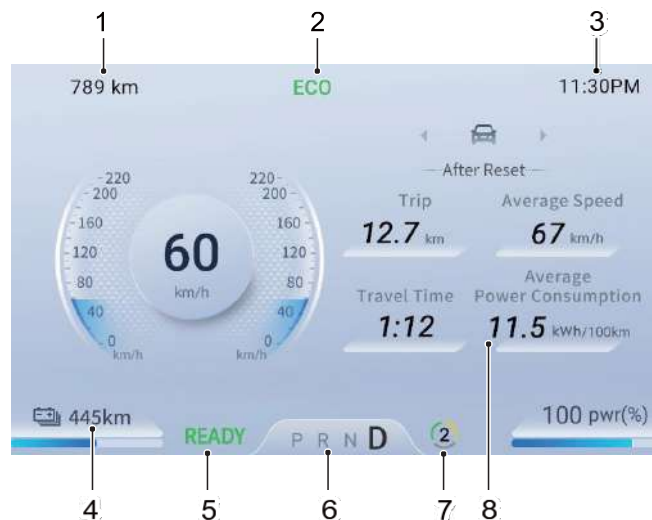 1 2 3
789 km ECO 11:30PM
After Reset
Trip Average Speed
12.7 km 67 km/h
Travel Time Average
Power Consumption
1:12 11.5 kWh/100km
220 220
200 200
160 160
120 120
80 80
40 40
0 0
km/h km/h
60
km/h
445km READY P R N D 2 100 pwr(%)
4 5 6 7 8